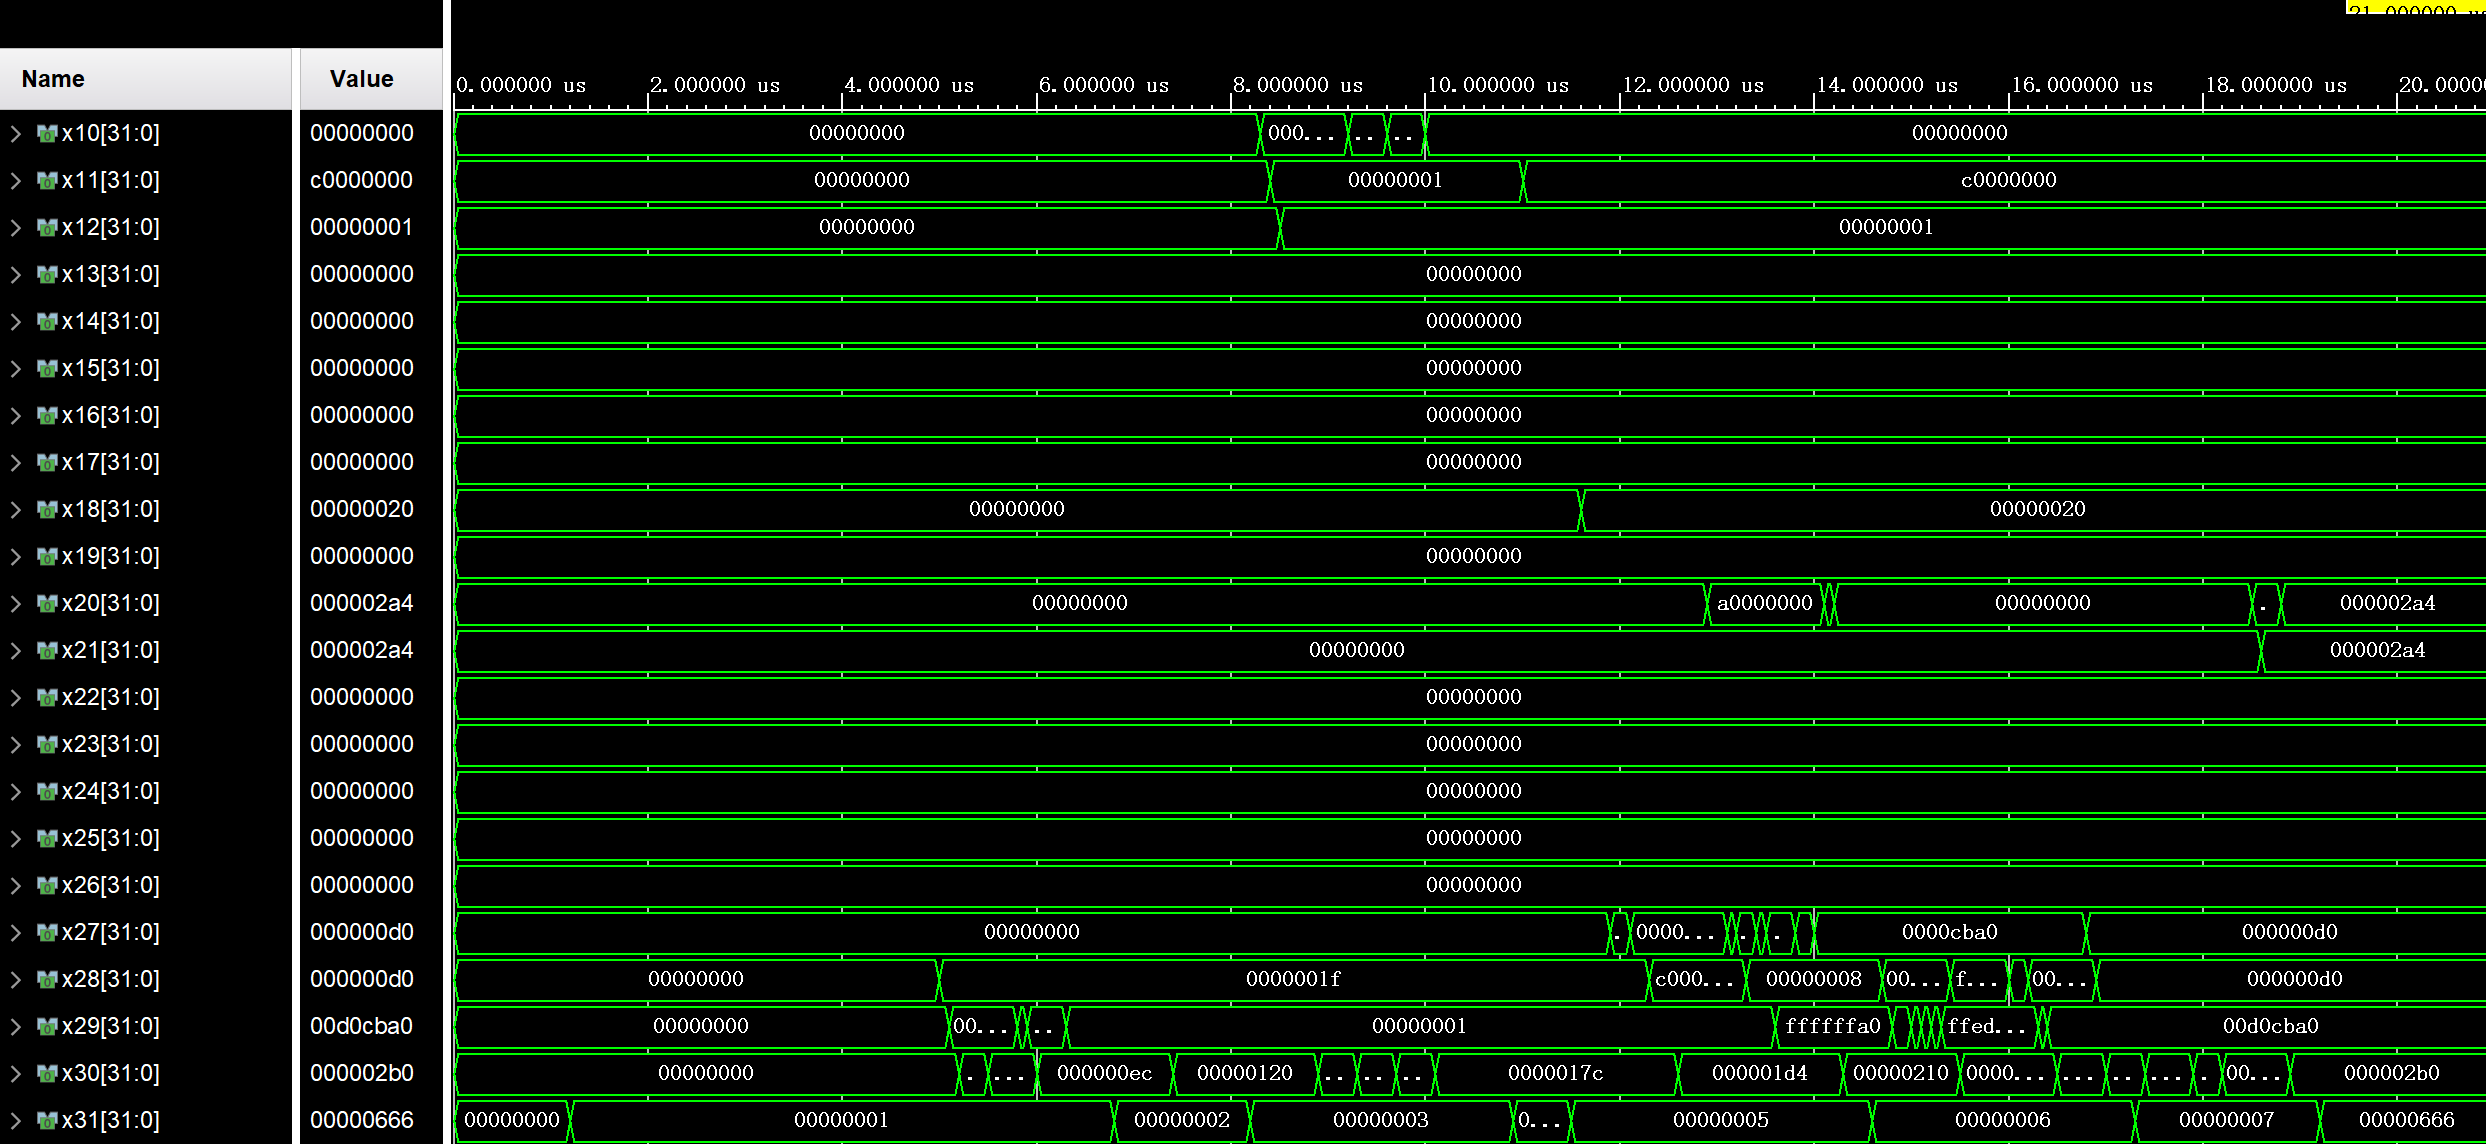 21.000000 us
Name Value 0.000000 us 2.000000 us 4.000000 us 6.000000 us 8.000000 us 10.000000 us 12.000000 us 14.000000 us 16.000000 us 18.000000 us 20.0000
x10[31:0] 00000000 00000000 000... .. .. 00000000
x11[31:0] c0000000 00000000 00000001 c0000000
x12[31:0] 00000001 00000000 00000001
x13[31:0] 00000000 00000000
x14[31:0] 00000000 00000000
x15[31:0] 00000000 00000000
x16[31:0] 00000000 00000000
x17[31:0] 00000000 00000000
x18[31:0] 00000020 00000000 00000020
x19[31:0] 00000000 00000000
x20[31:0] 000002a4 00000000 a0000000 00000000 . 000002a4
x21[31:0] 000002a4 00000000 000002a4
x22[31:0] 00000000 00000000
x23[31:0] 00000000 00000000
x24[31:0] 00000000 00000000
x25[31:0] 00000000 00000000
x26[31:0] 00000000 00000000
x27[31:0] 000000d0 00000000 . 0000... . . 0000cba0 000000d0
x28[31:0] 000000d0 00000000 0000001f c000... 00000008 00... f... 00... 000000d0
x29[31:0] 00d0cba0 00000000 00... .. 00000001 ffffffa0 ffed... 00d0cba0
x30[31:0] 000002b0 00000000 . ... 000000ec 00000120 .. .. .. 0000017c 000001d4 00000210 0000... ... .. ... . 00... 000002b0
x31[31:0] 00000666 00000000 00000001 00000002 00000003 0... 00000005 00000006 00000007 00000666